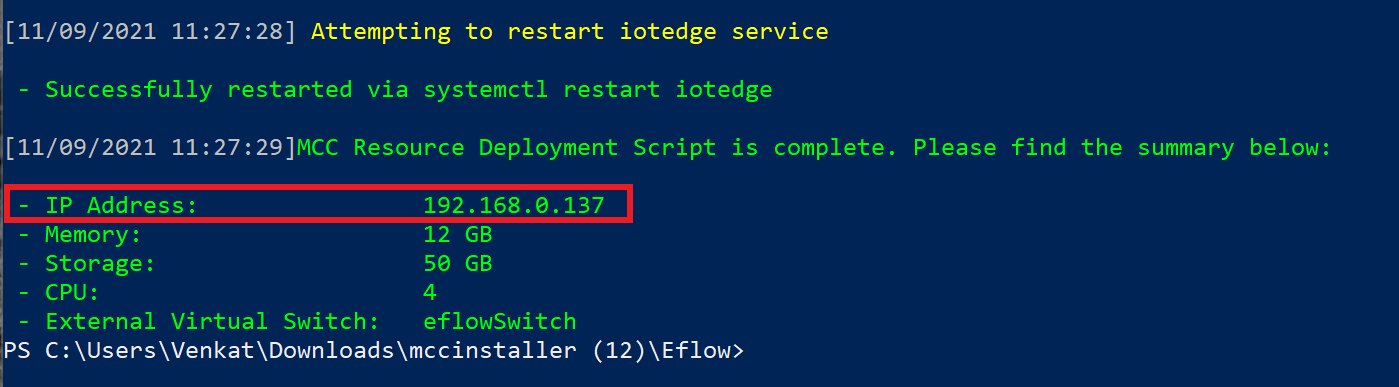 [11/09/2021 11:27:28] Attempting to restart iotedge service
- Successfully restarted via systemctl restart iotedge
[11/09/2021 11:27:29]MCC Resource Deployment Script is complete. Please find the summary below:
- IP Address: 192.168.0.137
- Memory: 12 GB
- Storage: 50 GB
- CPU: 4
- External Virtual Switch: eflowSwitch
PS C:\Users\Venkat\Downloads\mccinstaller (12)\Eflow>